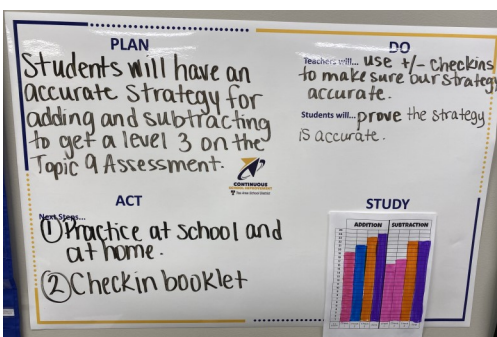 PLAN
Students will have an
accurate strategy for
adding and subtracting
to get a level 3 on the
Topic 9 Assessment.
CONTINUOUS
DO
Teachers will... use +/- checkins
to make sure our strategy
accurate.
Students will... prove the strategy
is accurate.
ACT
Next Steps...
① Practice at school and
at home.
② Checkin booklet
STUDY
ADDITION SUBTRACTION